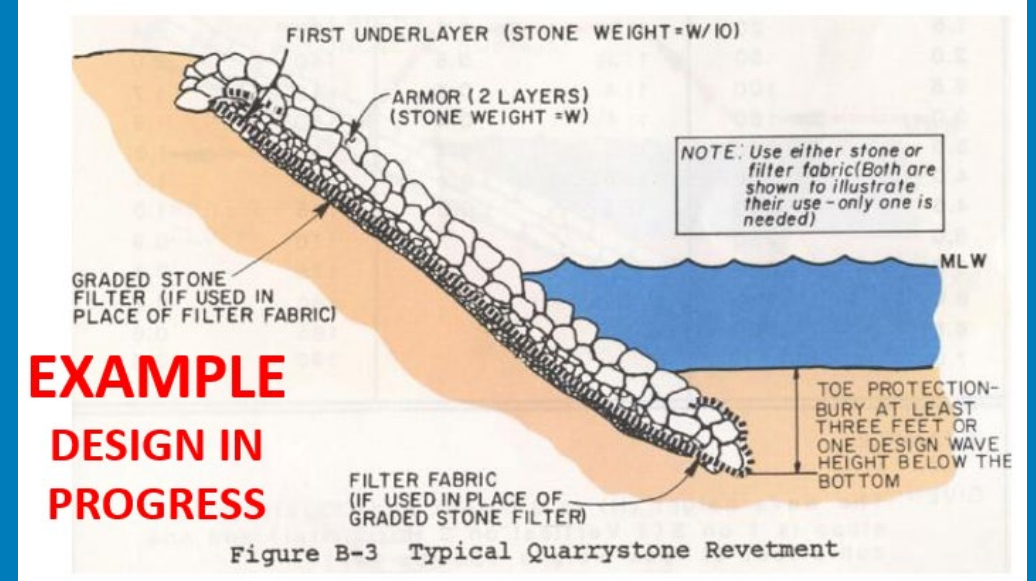 FIRST UNDERLAYER (STONE WEIGHT=W/10)
ARMOR (2 LAYERS)
(STONE WEIGHT =W)
NOTE: Use either stone or
filter fabric(Both are
shown to illustrate
their use-only one is
needed)
MLW
GRADED STONE
FILTER (IF USED IN
PLACE OF FILTER FABRIC)
EXAMPLE
DESIGN IN
PROGRESS
TOE PROTECTION-
BURY AT LEAST
THREE FEET OR
ONE DESIGN WAVE
HEIGHT BELOW THE
BOTTOM
FILTER FABRIC
(IF USED IN PLACE OF
GRADED STONE FILTER)
Figure B-3 Typical Quarrystone Revetment